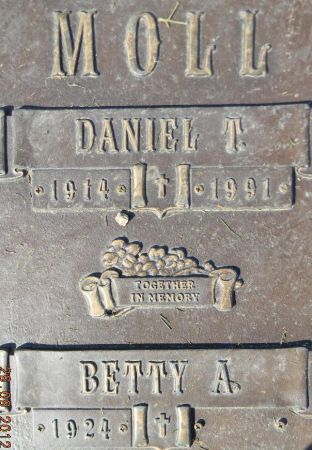 MOLL
DANIEL T.
1914 1991
TOGETHER
IN MEMORY
BETTY A.
1924